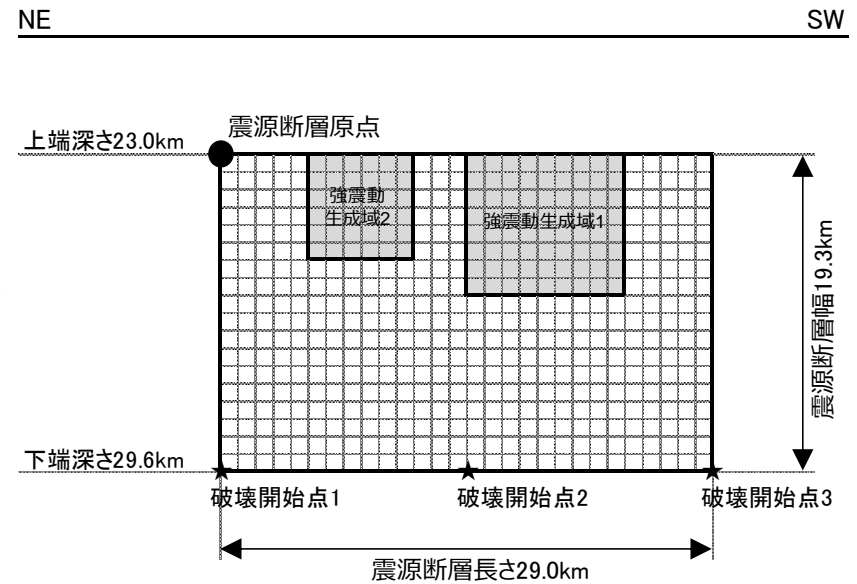 NE
SW
震源断層原点
上端深さ23.0km
強震動
生成域2
強震動生成域1
震源断層幅19.3km
下端深さ29.6km
破壊開始点1
破壊開始点2
破壊開始点3
震源断層長さ29.0km